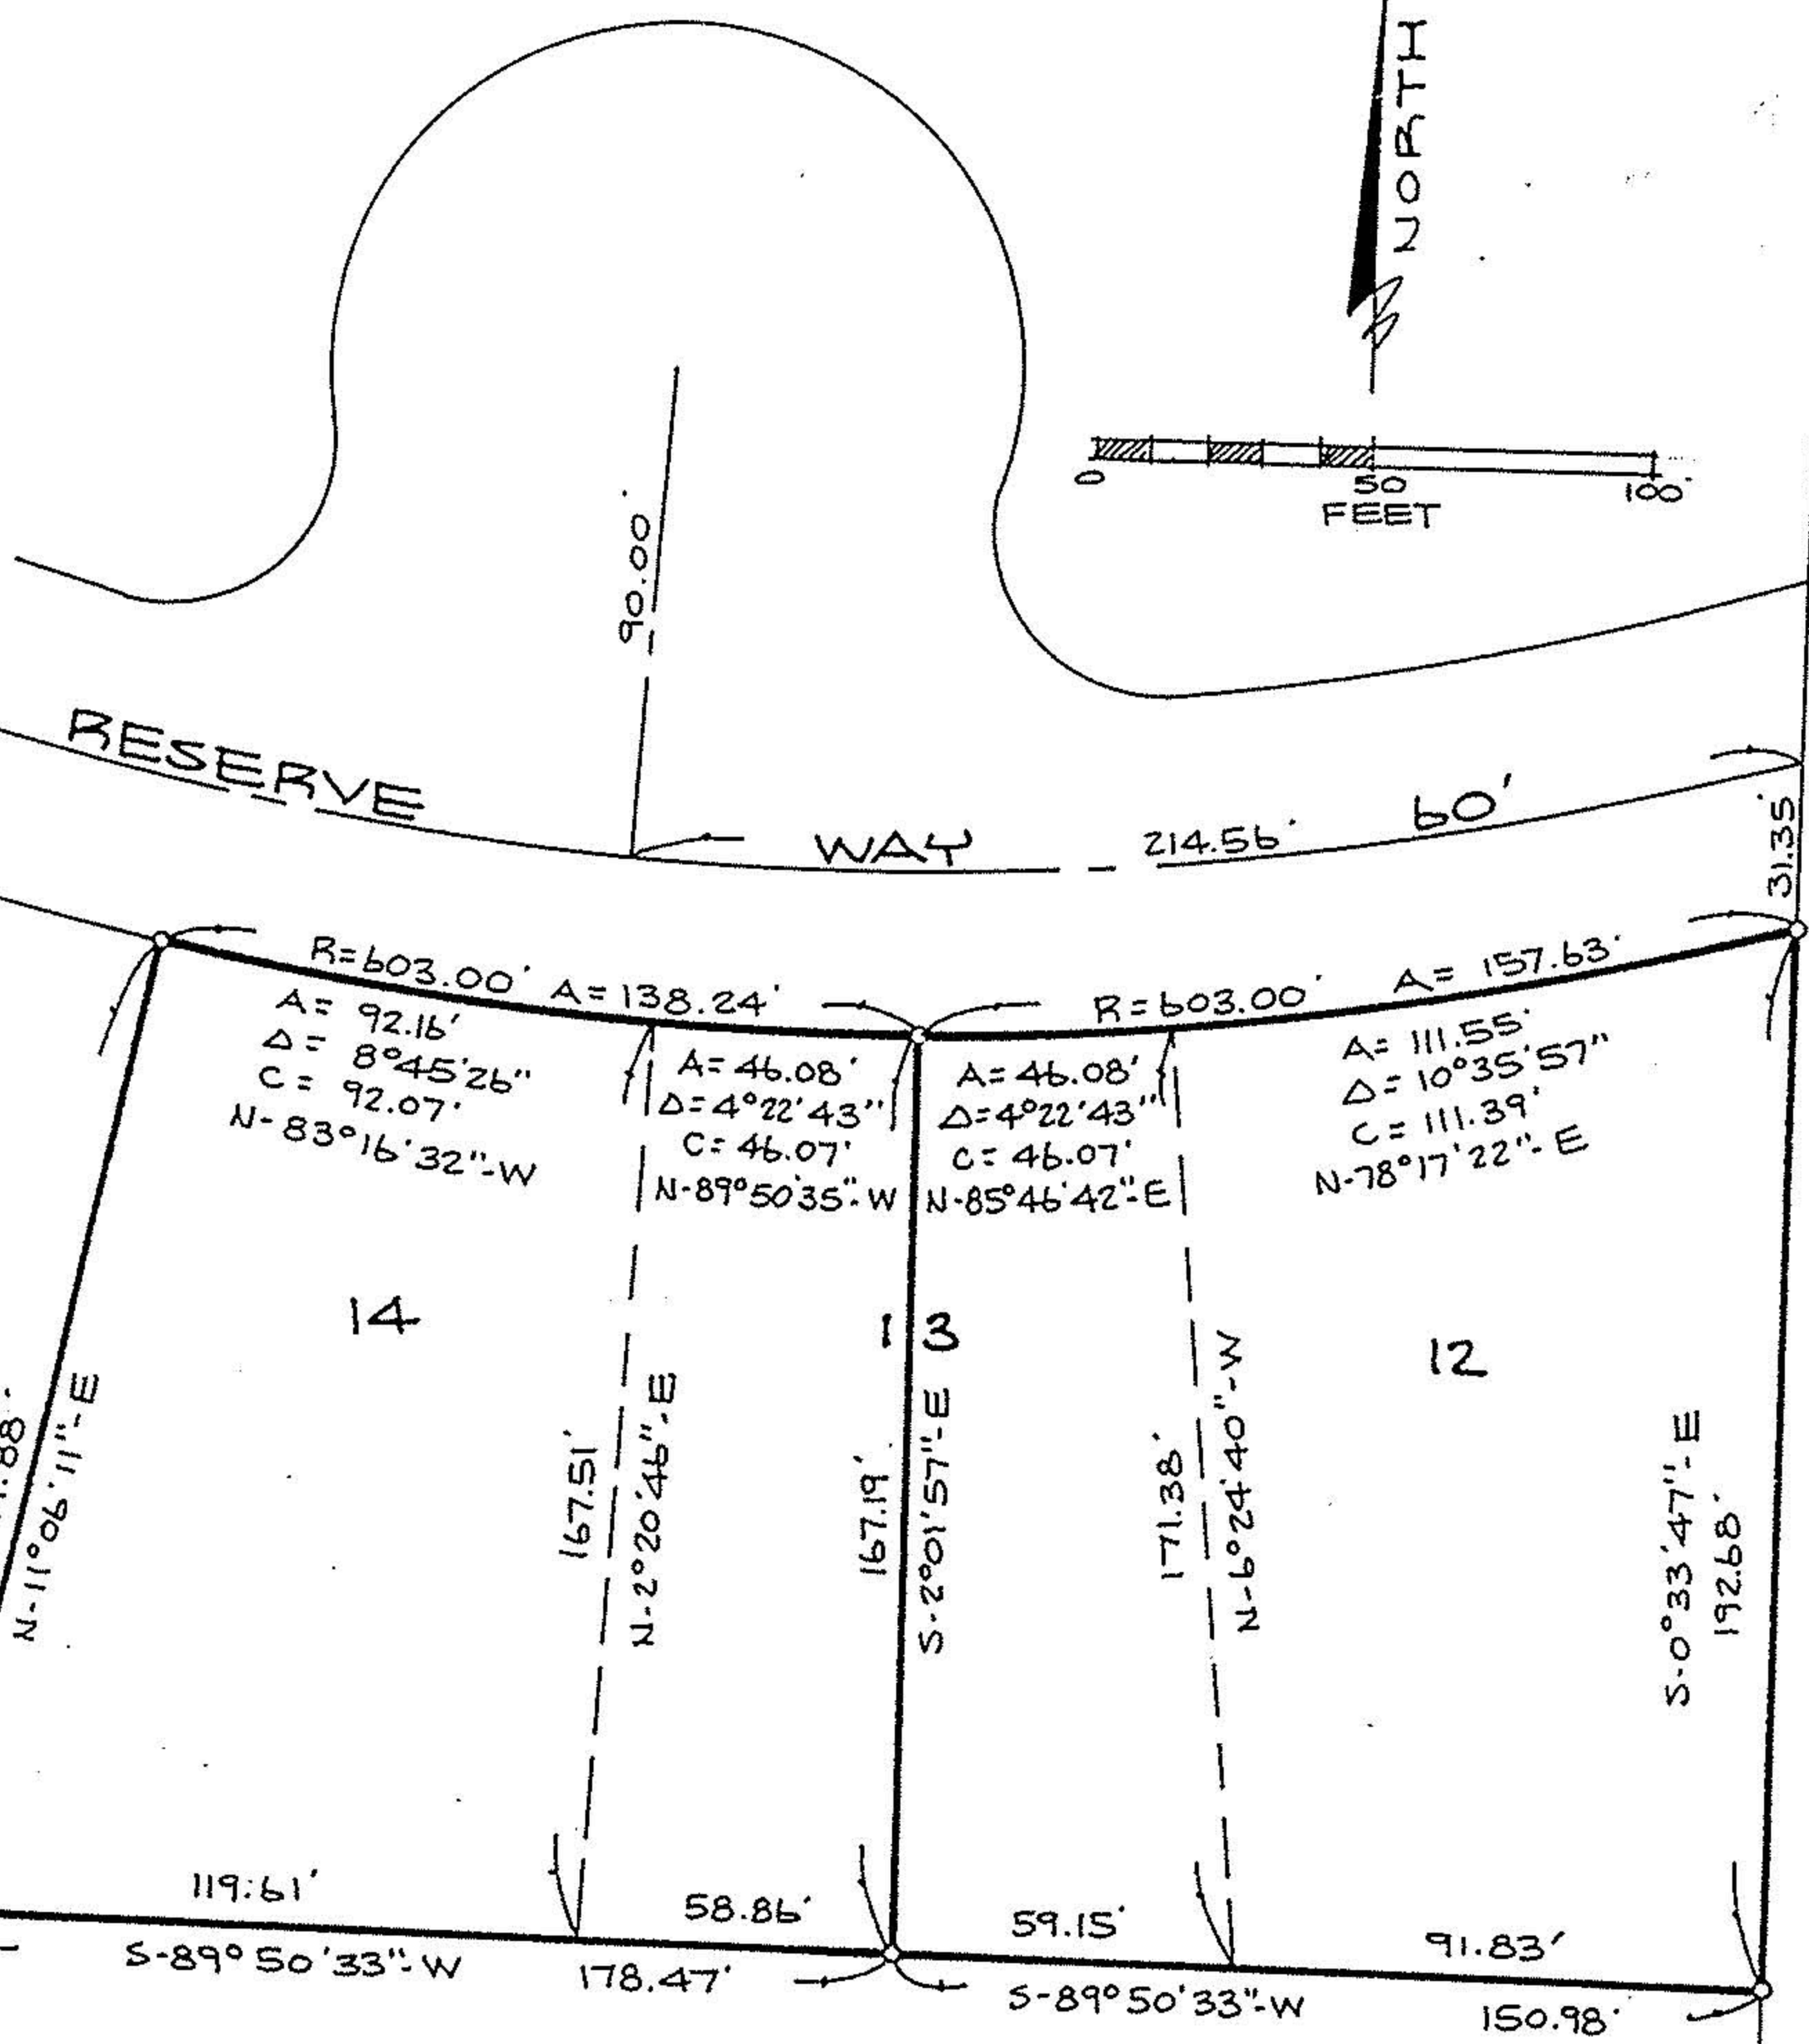 NORTH
0
50
100
FEET
90.00'
RESERVE
WAY
214.56'
60'
31.35'
R=603.00' A=138.24'
R=603.00' A= 157.63'
A= 92.16'
Δ= 8°45'26"
C= 92.07'
N-83°16'32"-W
A=46.08'
Δ=4°22'43"
C=46.07'
N-89°50'35"-W
A=46.08'
Δ=4°22'43"
C=46.07'
N-85°46'42"-E
A= 111.55'
Δ=10°35'57"
C=111.39'
N-78°17'22"-E
14
13
12
N-11°06'11"-E
167.51'
N-2°20'46"-E
167.19'
S-2°01'57"-E
171.38'
N-6°24'40"-W
S-0°33'47"-E
192.68'
119.61'
58.86'
59.15'
91.83'
S-89°50'33"-W
178.47'
S-89°50'33"-W
150.98'